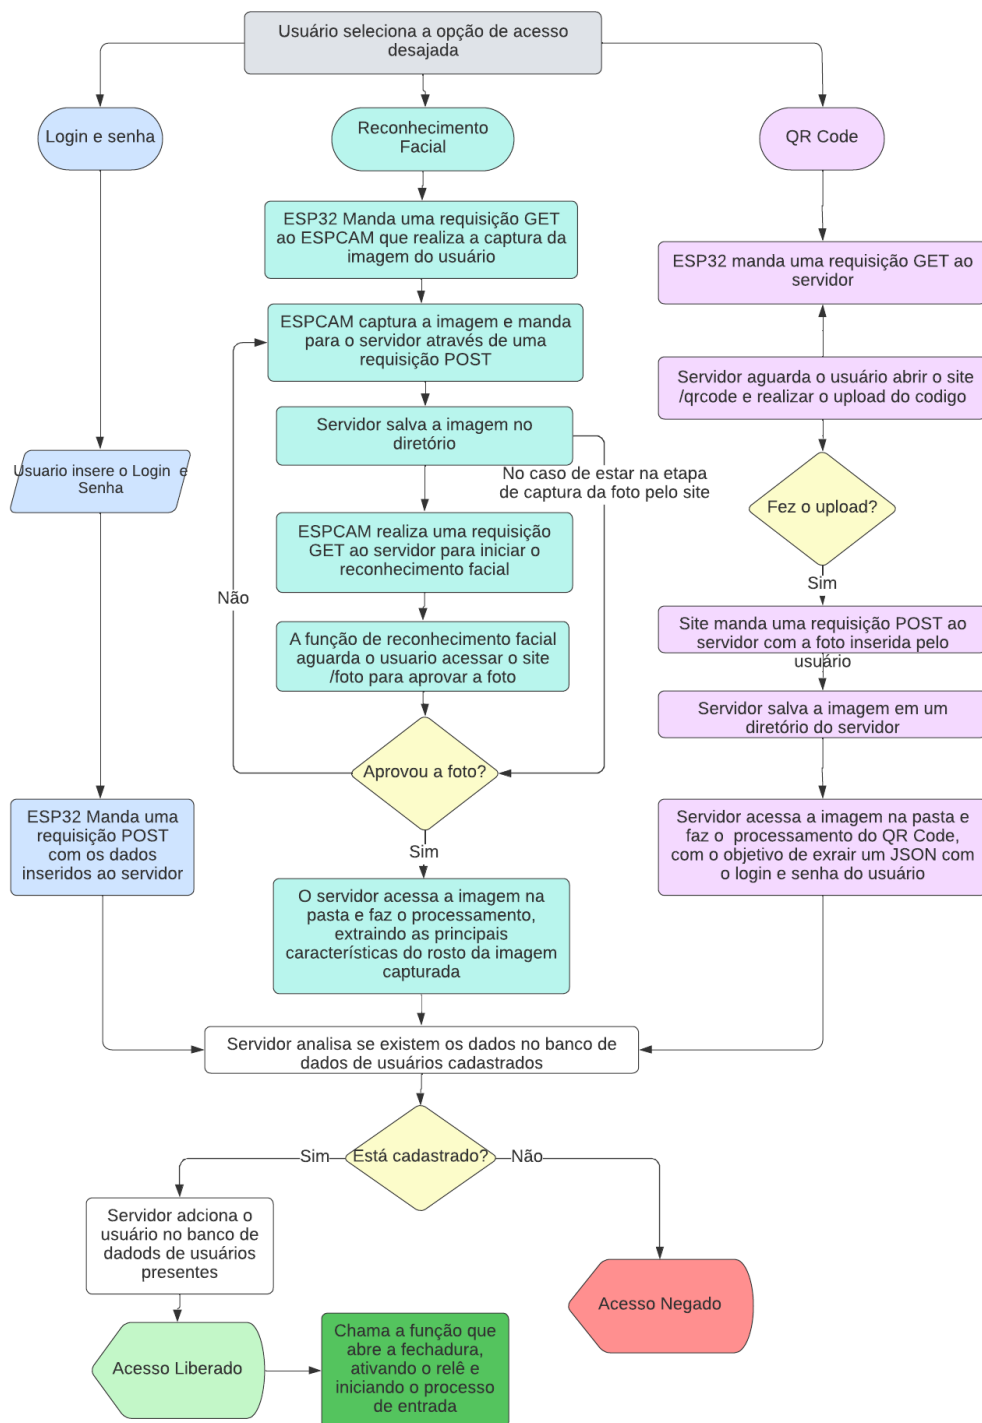 Usuário seleciona a opção de acesso
desajada
Login e senha
Reconhecimento
Facial
QR Code
ESP32 Manda uma requisição GET
ao ESPCAM que realiza a captura da
imagem do usuário
ESP32 manda uma requisição GET ao
servidor
ESPCAM captura a imagem e manda
para o servidor através de uma
requisição POST
Servidor aguarda o usuário abrir o site
/qrcode e realizar o upload do codigo
Servidor salva a imagem no
diretório
No caso de estar na etapa
de captura da foto pelo site
Usuario insere o Login e
Senha
Fez o upload?
ESPCAM realiza uma requisição
GET ao servidor para iniciar o
reconhecimento facial
Sim
Não
Site manda uma requisição POST ao
servidor com a foto inserida pelo
usuário
A função de reconhecimento facial
aguarda o usuario acessar o site
/foto para aprovar a foto
Servidor salva a imagem em um
diretório do servidor
Aprovou a foto?
ESP32 Manda uma
requisição POST
com os dados
inseridos ao servidor
Servidor acessa a imagem na pasta e
faz o processamento do QR Code,
com o objetivo de exrair um JSON com
o login e senha do usuário
Sim
O servidor acessa a imagem na
pasta e faz o processamento,
extraindo as principais
características do rosto da imagem
capturada
Servidor analisa se existem os dados no banco de
dados de usuários cadastrados
Sim
Está cadastrado?
Não
Servidor adciona o
usuário no banco de
dadods de usuários
presentes
Acesso Negado
Acesso Liberado
Chama a função que
abre a fechadura,
ativando o relê e
iniciando o processo
de entrada